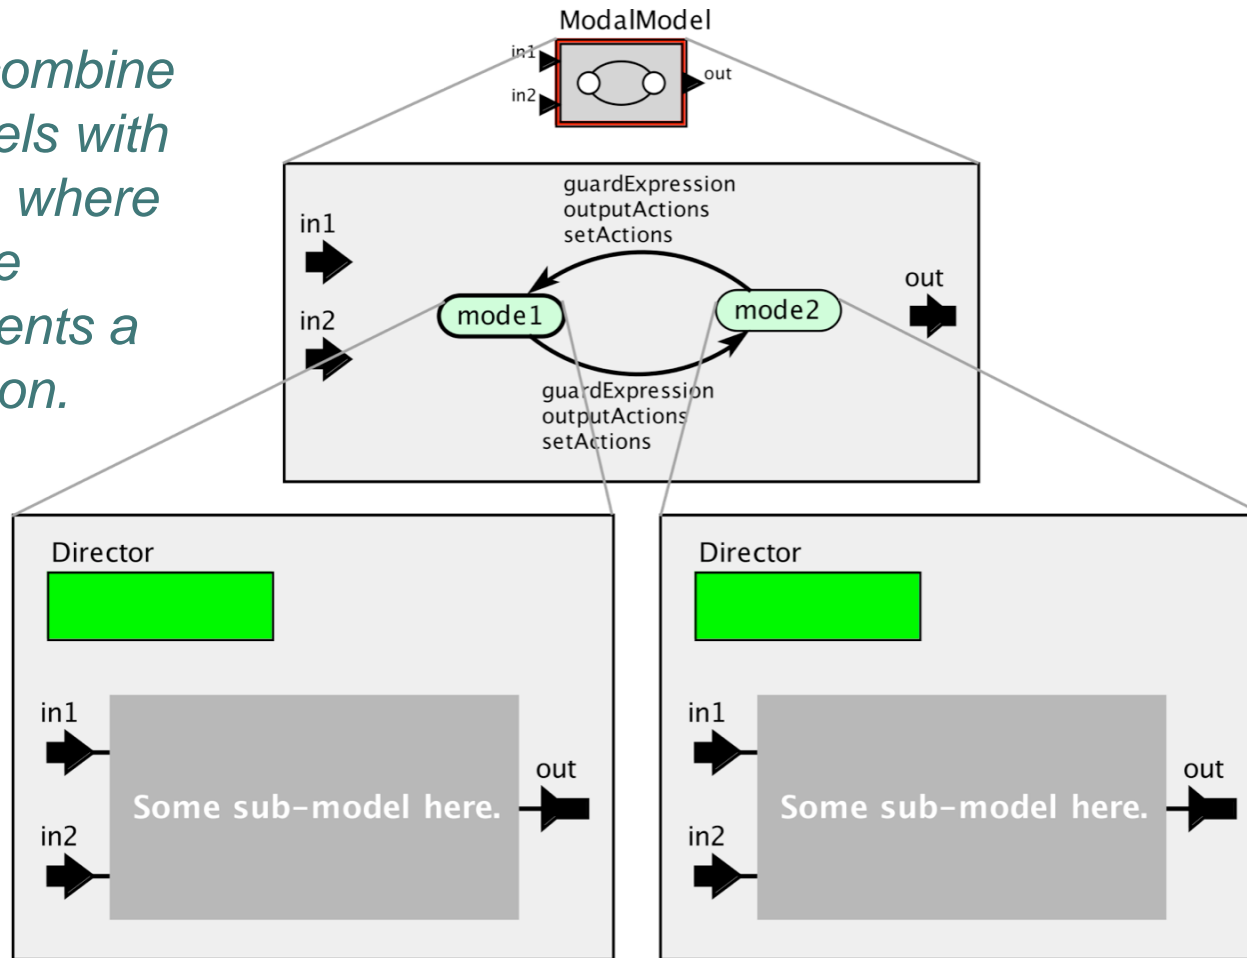 ModalModel
in1
in2
out
combine
els with
where
e
ents a
on.
guardExpression
outputActions
setActions
in1
in2
out
mode1
mode2
guardExpression
outputActions
setActions
Director
in1
in2
Some sub-model here.
out
Director
in1
in2
Some sub-model here.
out